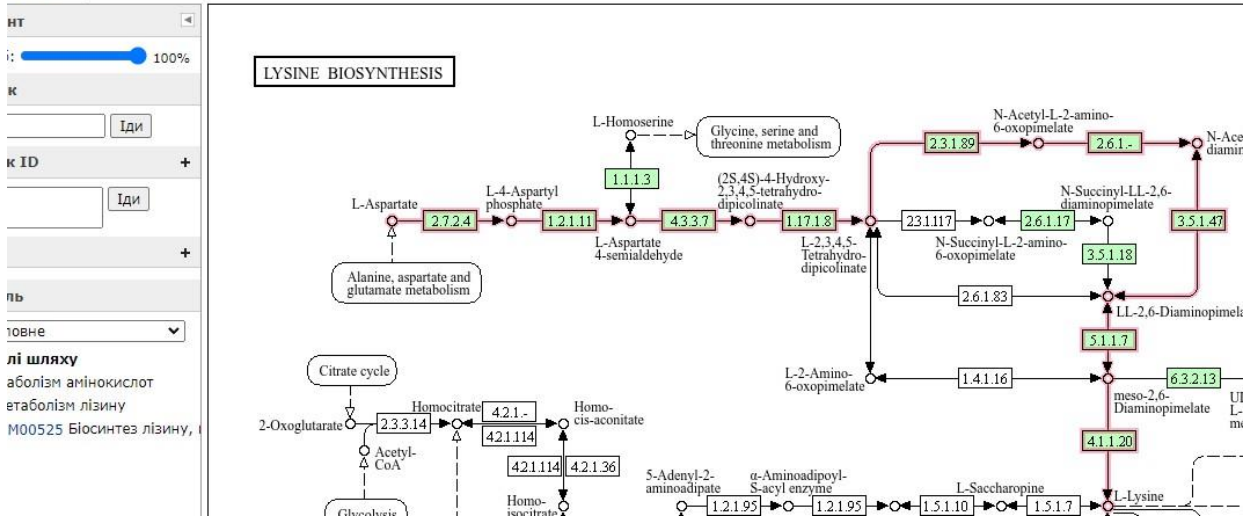 нт
100%
к
Іди
к ID
+
Іди
+
ль
ловне
лі шляху
аболізм амінокислот
етаболізм лізину
M00525 Біосинтез лізину,
LYSINE BIOSYNTHESIS
L-Homoserine
Glycine, serine and
threonine metabolism
N-Acetyl-L-2-amino-
6-oxopimelate
N-Ace
diamin
2.3.1.89
2.6.1.-
1.1.1.3
L-4-Aspartyl
phosphate
(2S,4S)-4-Hydroxy-
2,3,4,5-tetrahydro-
dipicolinate
N-Succinyl-LL-2,6-
diaminopimelate
L-Aspartate
2.7.2.4
1.2.1.11
4.3.3.7
1.17.1.8
2.3.1.117
2.6.1.17
3.5.1.47
L-Aspartate
4-semialdehyde
L-2,3,4,5-
Tetrahydro-
dipicolinate
N-Succinyl-L-2-amino-
6-oxopimelate
3.5.1.18
Alanine, aspartate and
glutamate metabolism
2.6.1.83
LL-2,6-Diaminopimela
5.1.1.7
Citrate cycle
L-2-Amino-
6-oxopimelate
1.4.1.16
6.3.2.13
meso-2,6-
Diaminopimelate
UI
L-
me
2-Oxoglutarate
2.3.3.14
Homocitrate
4.2.1.-
4.2.1.114
Homo-
cis-aconitate
4.1.1.20
Acetyl-
CoA
4.2.1.114
4.2.1.36
5-Adenyl-2-
aminoadipate
α-Aminoadipoyl-
S-acyl enzyme
L-Saccharopine
L-Lysine
Glycolysis
Homo-
isocitrate
1.2.1.95
1.2.1.95
1.5.1.10
1.5.1.7